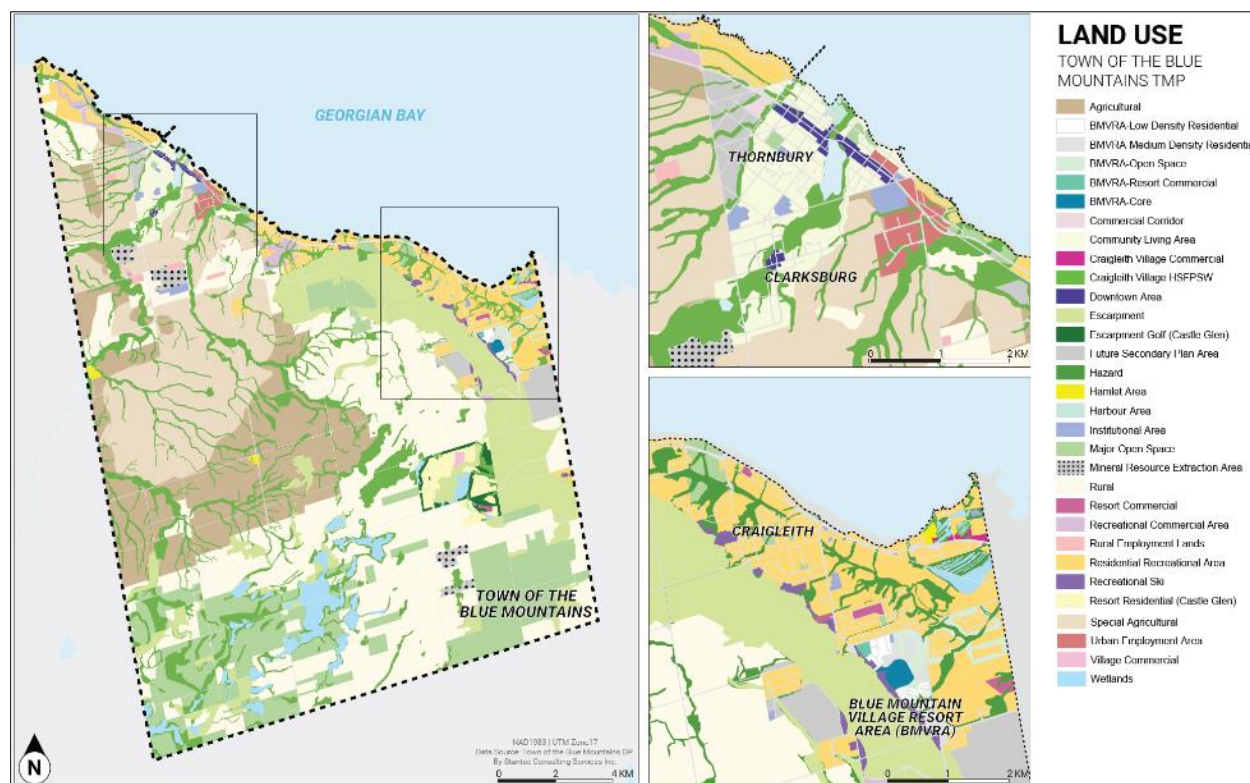 GEORGIAN BAY
TOWN OF THE
BLUE MOUNTAINS
NAD1983 | UTM Zone17
Data Source: Town of the Blue Mountains OP
By Stantec Consulting Services Inc.
0 2 4 KM
N
THORNBURY
CLARKSBURG
0 1 2 KM
CRAIGLEITH
BLUE MOUNTAIN
VILLAGE RESORT
AREA (BMVRA)
0 1 2 KM
LAND USE
TOWN OF THE BLUE
MOUNTAINS TMP
Agricultural
BMVRA-Low Density Residential
BMVRA Medium Density Residential
BMVRA-Open Space
BMVRA-Resort Commercial
BMVRA-Core
Commercial Corridor
Community Living Area
Craigleith Village Commercial
Craigleith Village HSFPSW
Downtown Area
Escarpment
Escarpment Golf (Castle Glen)
Future Secondary Plan Area
Hazard
Hamlet Area
Harbour Area
Institutional Area
Major Open Space
Mineral Resource Extraction Area
Rural
Resort Commercial
Recreational Commercial Area
Rural Employment Lands
Residential Recreational Area
Recreational Ski
Resort Residential (Castle Glen)
Special Agricultural
Urban Employment Area
Village Commercial
Wetlands